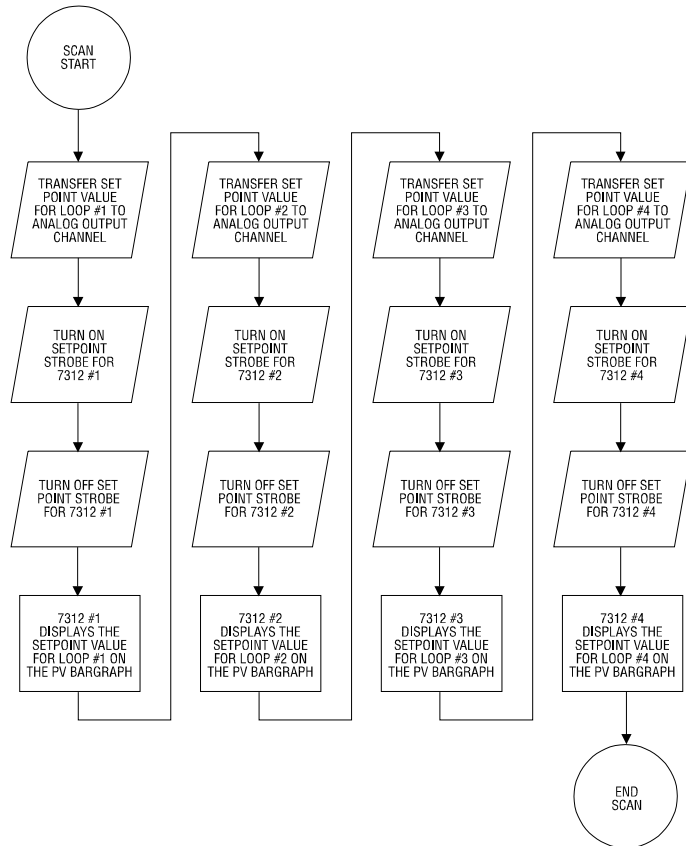 SCAN
START
TRANSFER SET
POINT VALUE
FOR LOOP #1 TO
ANALOG OUTPUT
CHANNEL
TURN ON
SETPOINT
STROBE FOR
7312 #1
TURN OFF SET
POINT STROBE
FOR 7312 #1
7312 #1
DISPLAYS THE
SETPOINT VALUE
FOR LOOP #1 ON
THE PV BARGRAPH
TRANSFER SET
POINT VALUE
FOR LOOP #2 TO
ANALOG OUTPUT
CHANNEL
TURN ON
SETPOINT
STROBE FOR
7312 #2
TURN OFF SET
POINT STROBE
FOR 7312 #2
7312 #2
DISPLAYS THE
SETPOINT VALUE
FOR LOOP #2 ON
THE PV BARGRAPH
TRANSFER SET
POINT VALUE
FOR LOOP #3 TO
ANALOG OUTPUT
CHANNEL
TURN ON
SETPOINT
STROBE FOR
7312 #3
TURN OFF SET
POINT STROBE
FOR 7312 #3
7312 #3
DISPLAYS THE
SETPOINT VALUE
FOR LOOP #3 ON
THE PV BARGRAPH
TRANSFER SET
POINT VALUE
FOR LOOP #4 TO
ANALOG OUTPUT
CHANNEL
TURN ON
SETPOINT
STROBE FOR
7312 #4
TURN OFF SET
POINT STROBE
FOR 7312 #4
7312 #4
DISPLAYS THE
SETPOINT VALUE
FOR LOOP #4 ON
THE PV BARGRAPH
END
SCAN